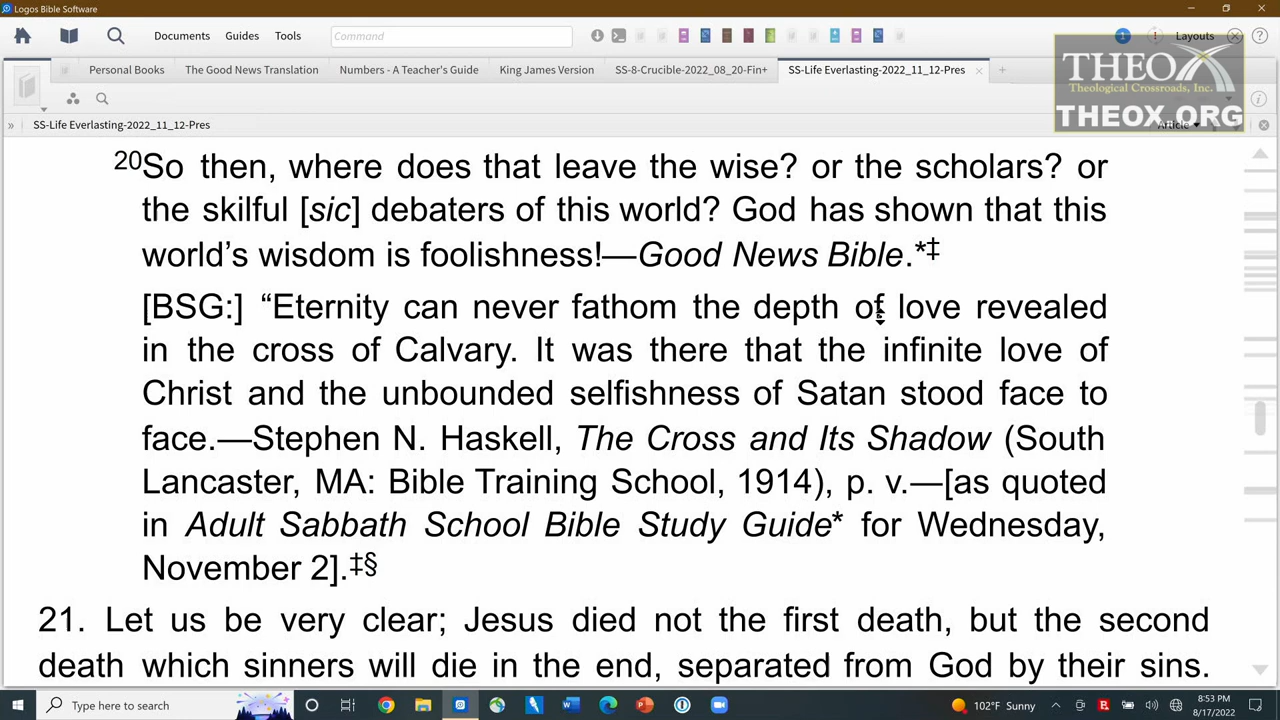 Logos Bible Software
Documents Guides Tools Command Layouts
THEOX
Theological Crossroads, Inc.
THEOX.ORG
Personal Books The Good News Translation Numbers - A Teacher's Guide King James Version SS-8-Crucible-2022_08_20-Fin+ SS-Life Everlasting-2022_11_12-Pres
SS-Life Everlasting-2022_11_12-Pres
20So then, where does that leave the wise? or the scholars? or
the skilful [sic] debaters of this world? God has shown that this
world’s wisdom is foolishness!—Good News Bible.*‡
[BSG:] “Eternity can never fathom the depth of love revealed
in the cross of Calvary. It was there that the infinite love of
Christ and the unbounded selfishness of Satan stood face to
face.—Stephen N. Haskell, The Cross and Its Shadow (South
Lancaster, MA: Bible Training School, 1914), p. v.—[as quoted
in Adult Sabbath School Bible Study Guide* for Wednesday,
November 2].‡§
21. Let us be very clear; Jesus died not the first death, but the second
death which sinners will die in the end, separated from God by their sins.
Type here to search
102°F Sunny
8:53 PM
8/17/2022